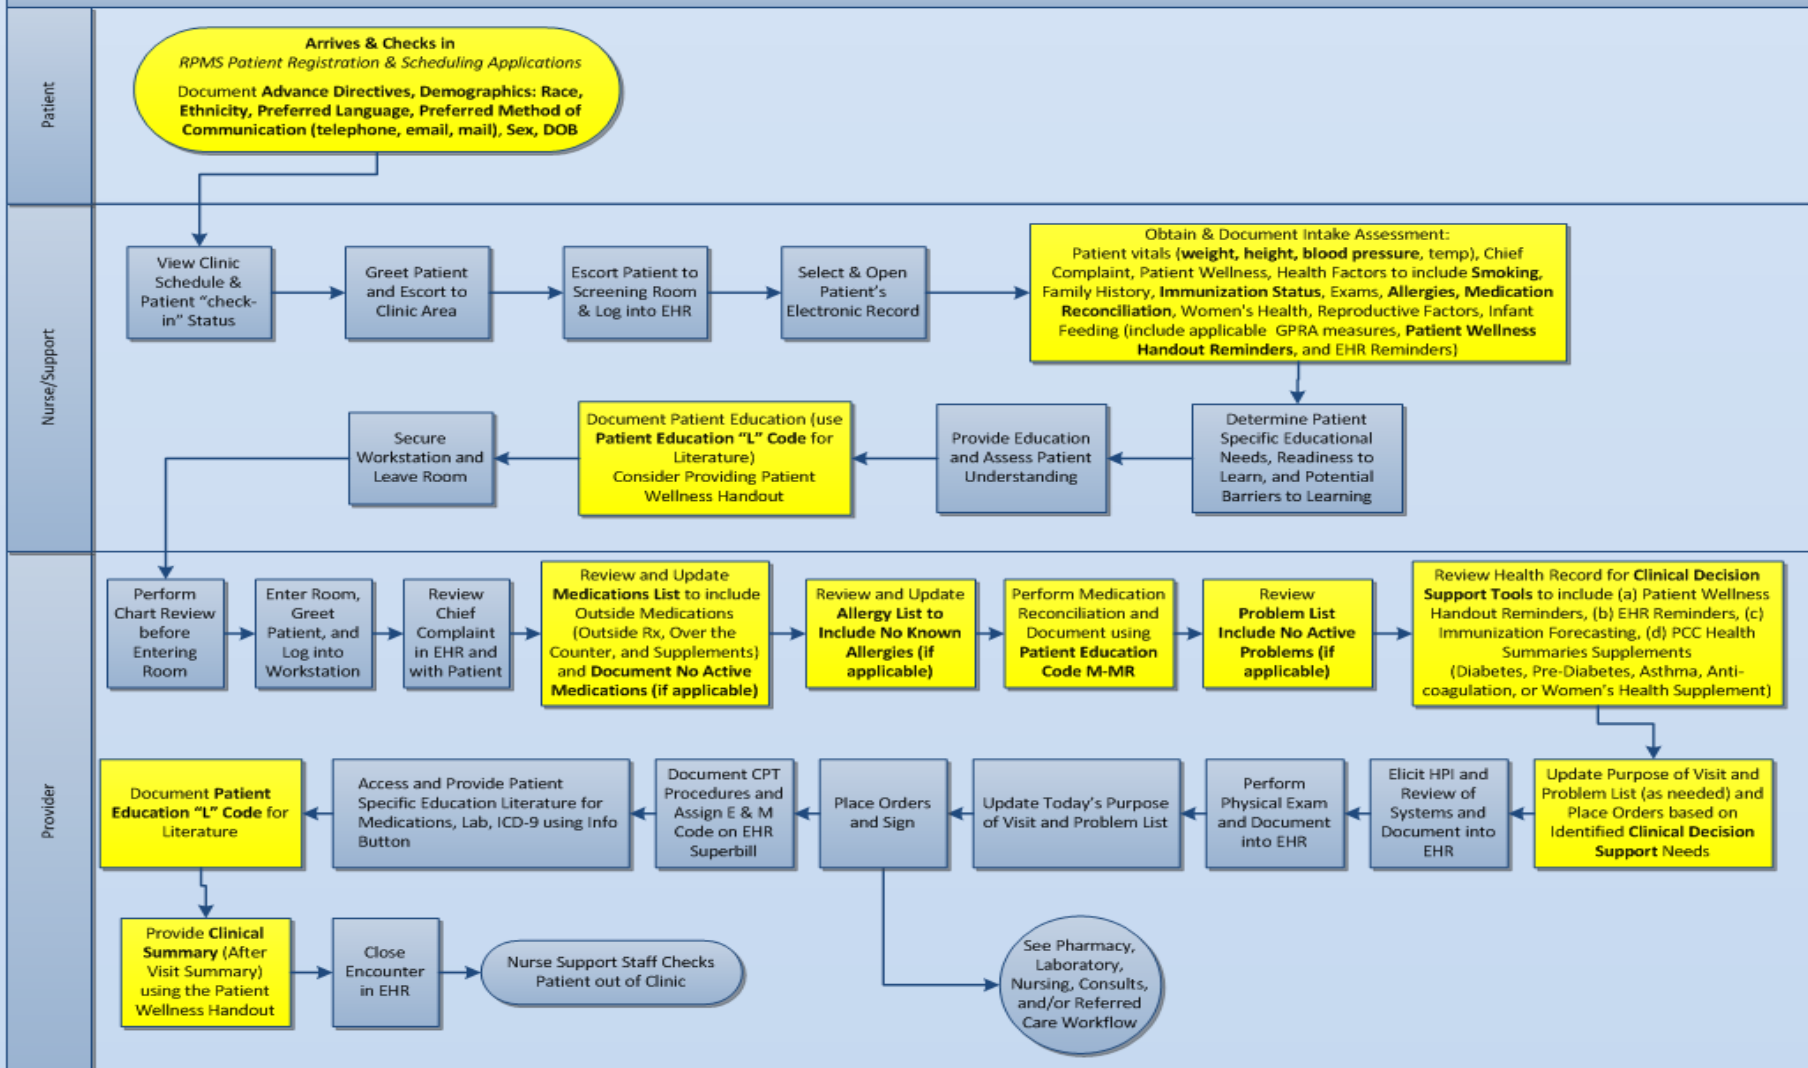 Patient
Arrives & Checks in
RPMS Patient Registration & Scheduling Applications
Document Advance Directives, Demographics: Race,
Ethnicity, Preferred Language, Preferred Method of
Communication (telephone, email, mail), Sex, DOB
Nurse/Support
View Clinic
Schedule &
Patient “check-
in” Status
Greet Patient
and Escort to
Clinic Area
Escort Patient to
Screening Room
& Log into EHR
Select & Open
Patient’s
Electronic Record
Obtain & Document Intake Assessment:
Patient vitals (weight, height, blood pressure, temp), Chief
Complaint, Patient Wellness, Health Factors to include Smoking,
Family History, Immunization Status, Exams, Allergies, Medication
Reconciliation, Women's Health, Reproductive Factors, Infant
Feeding (include applicable GPRA measures, Patient Wellness
Handout Reminders, and EHR Reminders)
Determine Patient
Specific Educational
Needs, Readiness to
Learn, and Potential
Barriers to Learning
Provide Education
and Assess Patient
Understanding
Document Patient Education (use
Patient Education “L” Code for
Literature)
Consider Providing Patient
Wellness Handout
Secure
Workstation and
Leave Room
Provider
Perform
Chart Review
before
Entering
Room
Enter Room,
Greet
Patient, and
Log into
Workstation
Review
Chief
Complaint
in EHR and
with Patient
Review and Update
Medications List to include
Outside Medications
(Outside Rx, Over the
Counter, and Supplements)
and Document No Active
Medications (if applicable)
Review and Update
Allergy List to
Include No Known
Allergies (if
applicable)
Perform Medication
Reconciliation and
Document using
Patient Education
Code M-MR
Review
Problem List
Include No Active
Problems (if
applicable)
Review Health Record for Clinical Decision
Support Tools to include (a) Patient Wellness
Handout Reminders, (b) EHR Reminders, (c)
Immunization Forecasting, (d) PCC Health
Summaries Supplements
(Diabetes, Pre-Diabetes, Asthma, Anti-
coagulation, or Women’s Health Supplement)
Update Purpose of Visit and
Problem List (as needed) and
Place Orders based on
Identified Clinical Decision
Support Needs
Elicit HPI and
Review of
Systems and
Document into
EHR
Perform
Physical Exam
and Document
into EHR
Update Today’s Purpose
of Visit and Problem List
Place Orders
and Sign
Document CPT
Procedures and
Assign E & M
Code on EHR
Superbill
Access and Provide Patient
Specific Education Literature for
Medications, Lab, ICD-9 using Info
Button
Document Patient
Education “L” Code for
Literature
Provide Clinical
Summary (After
Visit Summary)
using the Patient
Wellness Handout
Close
Encounter
in EHR
Nurse Support Staff Checks
Patient out of Clinic
See Pharmacy,
Laboratory,
Nursing, Consults,
and/or Referred
Care Workflow